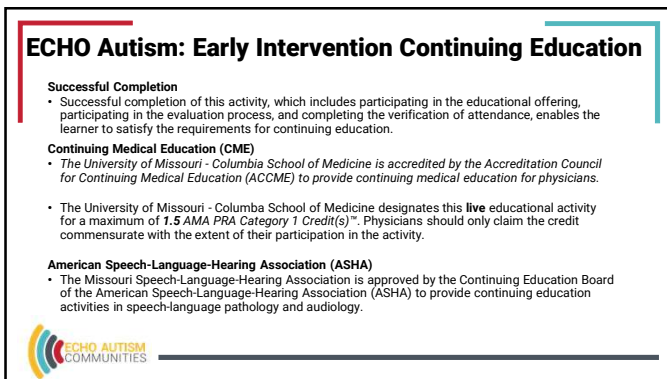 ECHO Autism: Early Intervention Continuing Education
Successful Completion
• Successful completion of this activity, which includes participating in the educational offering,
participating in the evaluation process, and completing the verification of attendance, enables the
learner to satisfy the requirements for continuing education.
Continuing Medical Education (CME)
• The University of Missouri - Columbia School of Medicine is accredited by the Accreditation Council
for Continuing Medical Education (ACCME) to provide continuing medical education for physicians.
• The University of Missouri - Columba School of Medicine designates this live educational activity
for a maximum of 1.5 AMA PRA Category 1 Credit(s)™. Physicians should only claim the credit
commensurate with the extent of their participation in the activity.
American Speech-Language-Hearing Association (ASHA)
• The Missouri Speech-Language-Hearing Association is approved by the Continuing Education Board
of the American Speech-Language-Hearing Association (ASHA) to provide continuing education
activities in speech-language pathology and audiology.
ECHO AUTISM
COMMUNITIES